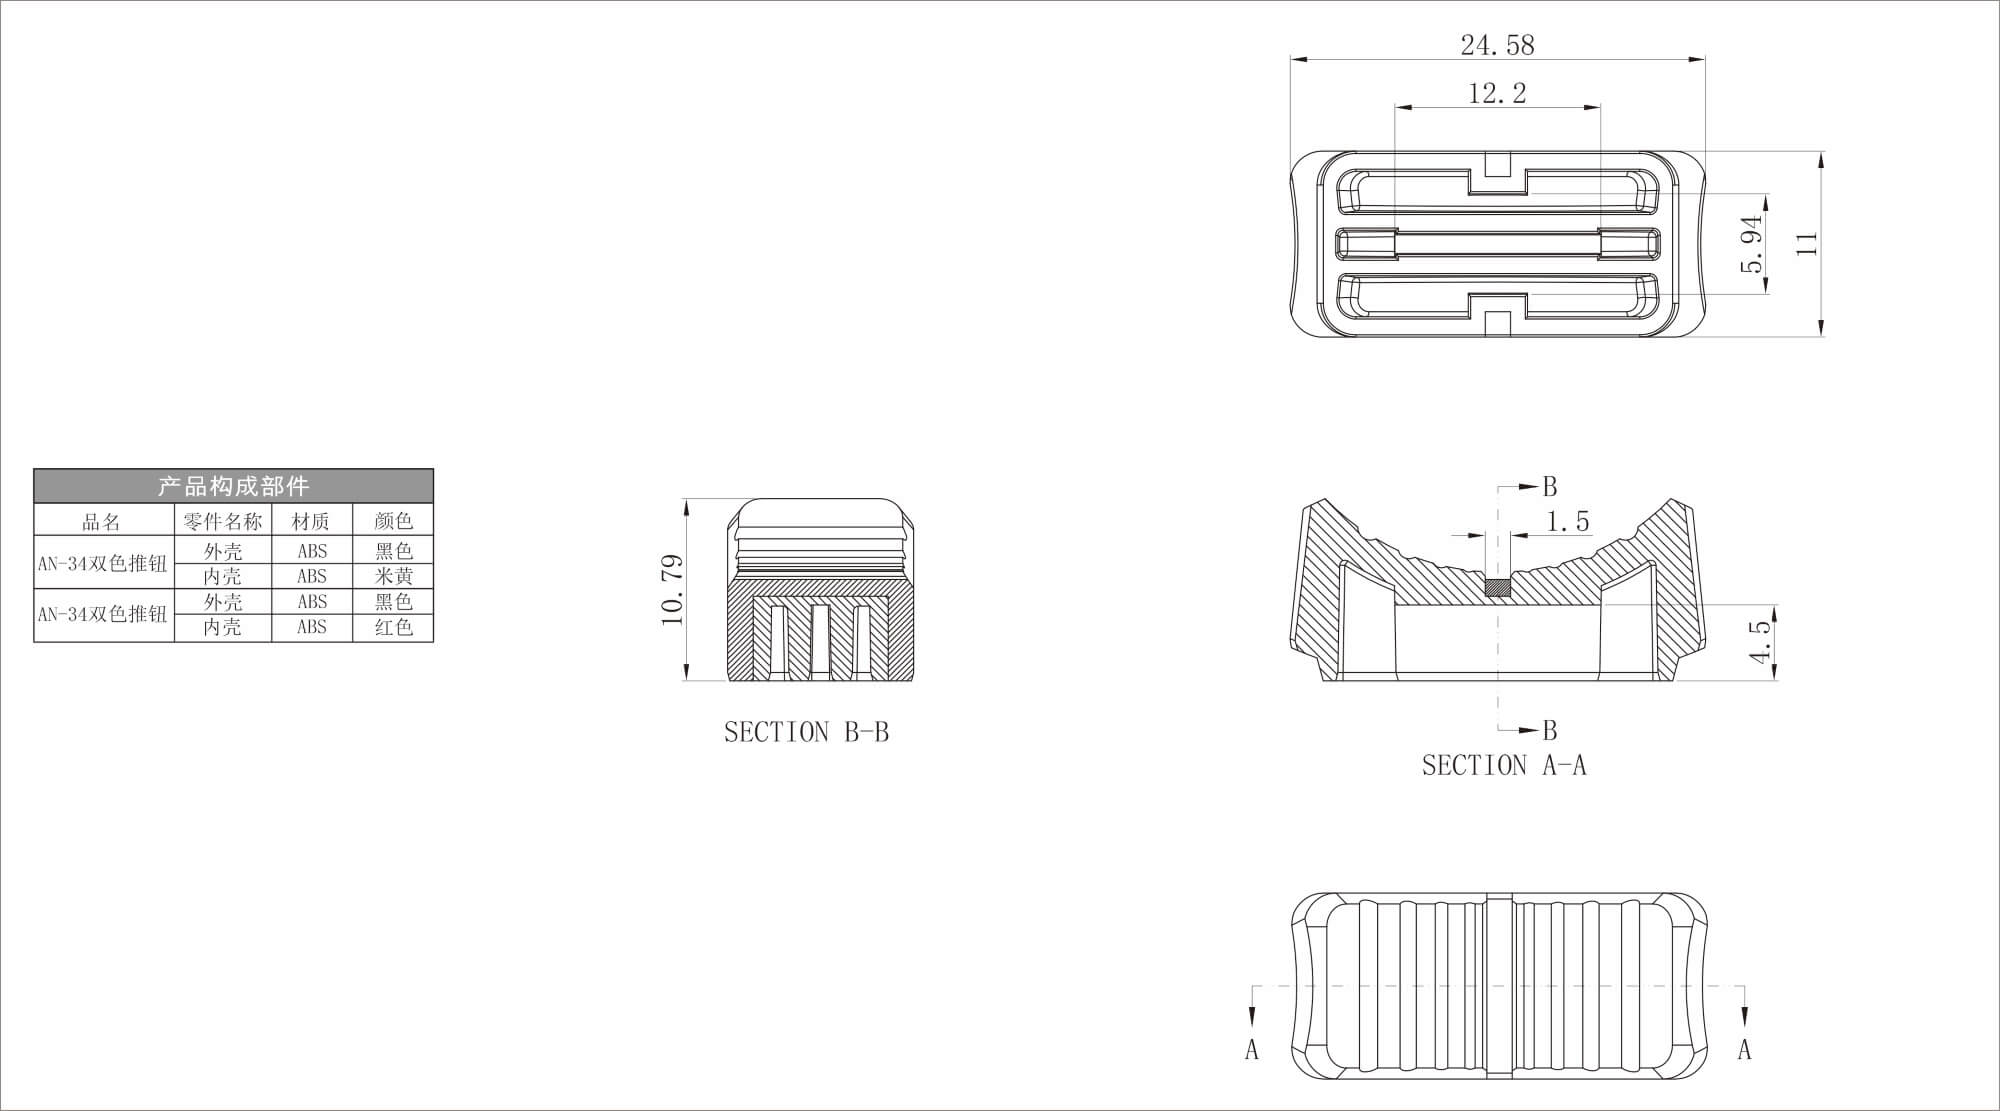 24.58
12.2
5.94
11
产品构成部件
品名 零件名称 材质 颜色
AN-34双色推钮 外壳 ABS 黑色
内壳 ABS 米黄
AN-34双色推钮 外壳 ABS 黑色
内壳 ABS 红色
10.79
SECTION B-B
B
1.5
4.5
B
SECTION A-A
A A